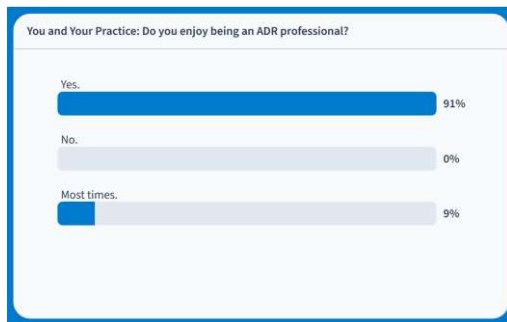 You and Your Practice: Do you enjoy being an ADR professional?
Yes.
91%
No.
0%
Most times.
9%